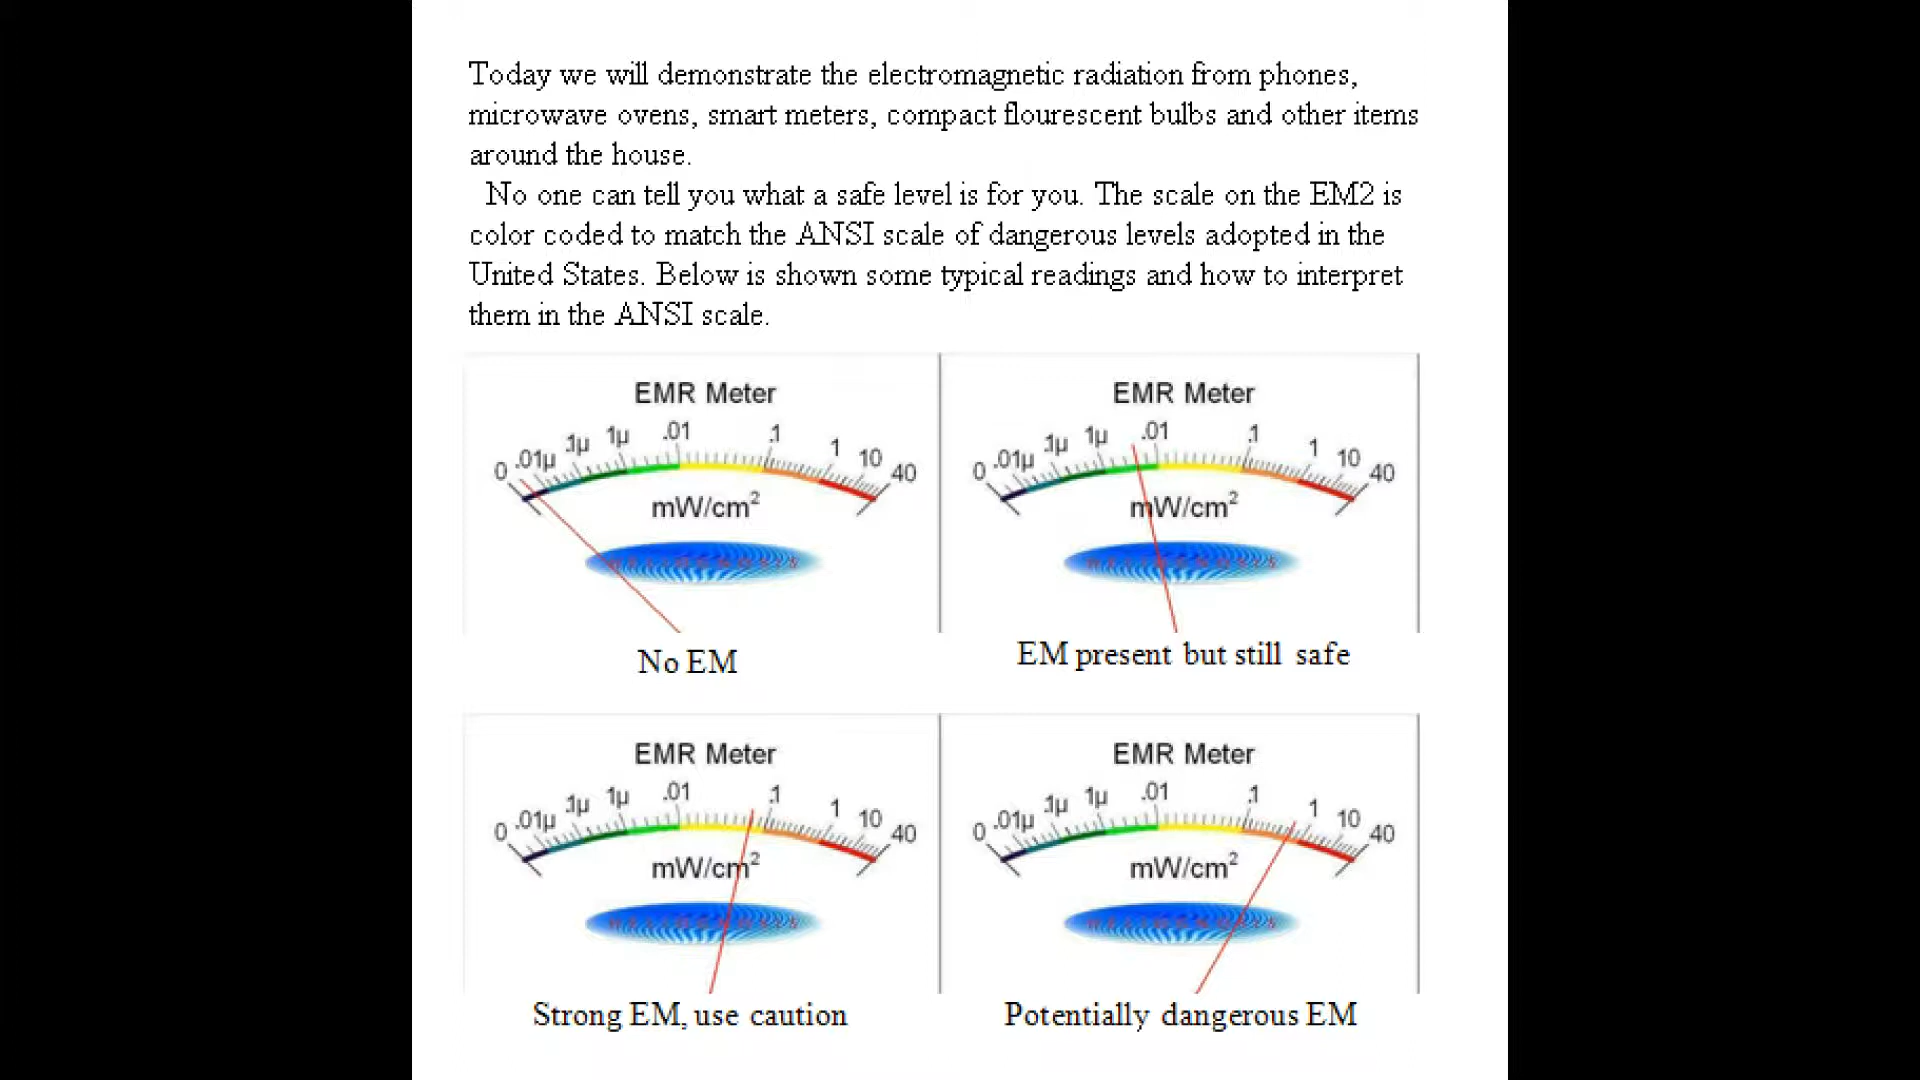 Today we will demonstrate the electromagnetic radiation from phones,
microwave ovens, smart meters, compact flourescent bulbs and other items
around the house.
No one can tell you what a safe level is for you. The scale on the EM2 is
color coded to match the ANSI scale of dangerous levels adopted in the
United States. Below is shown some typical readings and how to interpret
them in the ANSI scale.
EMR Meter
0 .01µ .1µ 1µ .01 .1 1 10 40
mW/cm²
No EM
EMR Meter
0 .01µ .1µ 1µ .01 .1 1 10 40
mW/cm²
EM present but still safe
EMR Meter
0 .01µ .1µ 1µ .01 .1 1 10 40
mW/cm²
Strong EM, use caution
EMR Meter
0 .01µ .1µ 1µ .01 .1 1 10 40
mW/cm²
Potentially dangerous EM